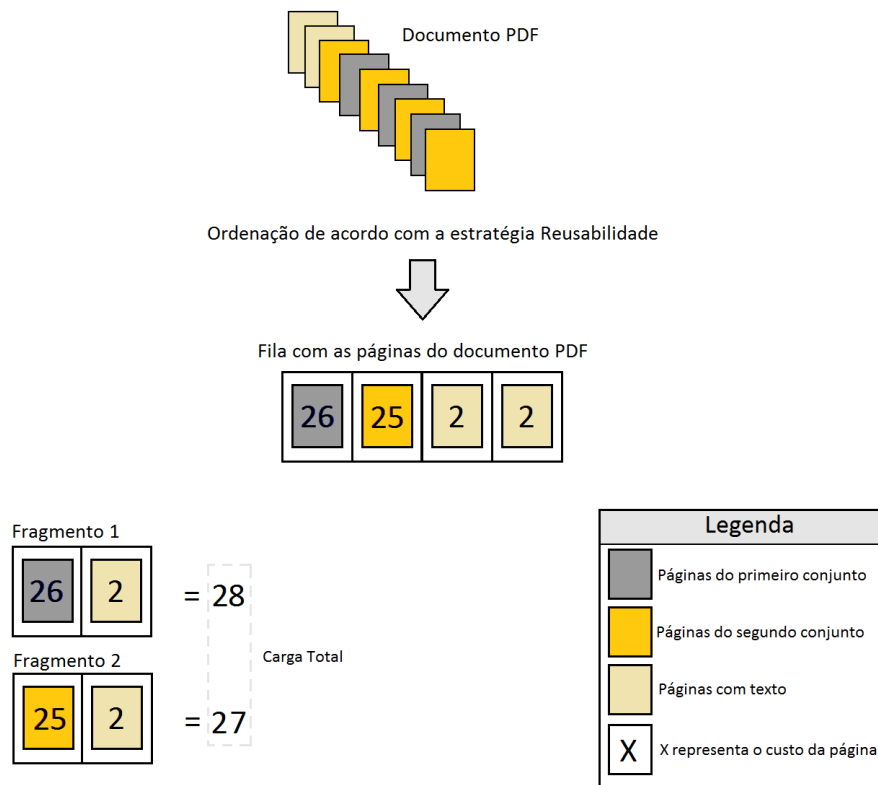 Documento PDF
Ordenação de acordo com a estratégia Reusabilidade
Fila com as páginas do documento PDF
26 25 2 2
Fragmento 1
26 2 = 28
Carga Total
Fragmento 2
25 2 = 27
Legenda
Páginas do primeiro conjunto
Páginas do segundo conjunto
Páginas com texto
X X representa o custo da página